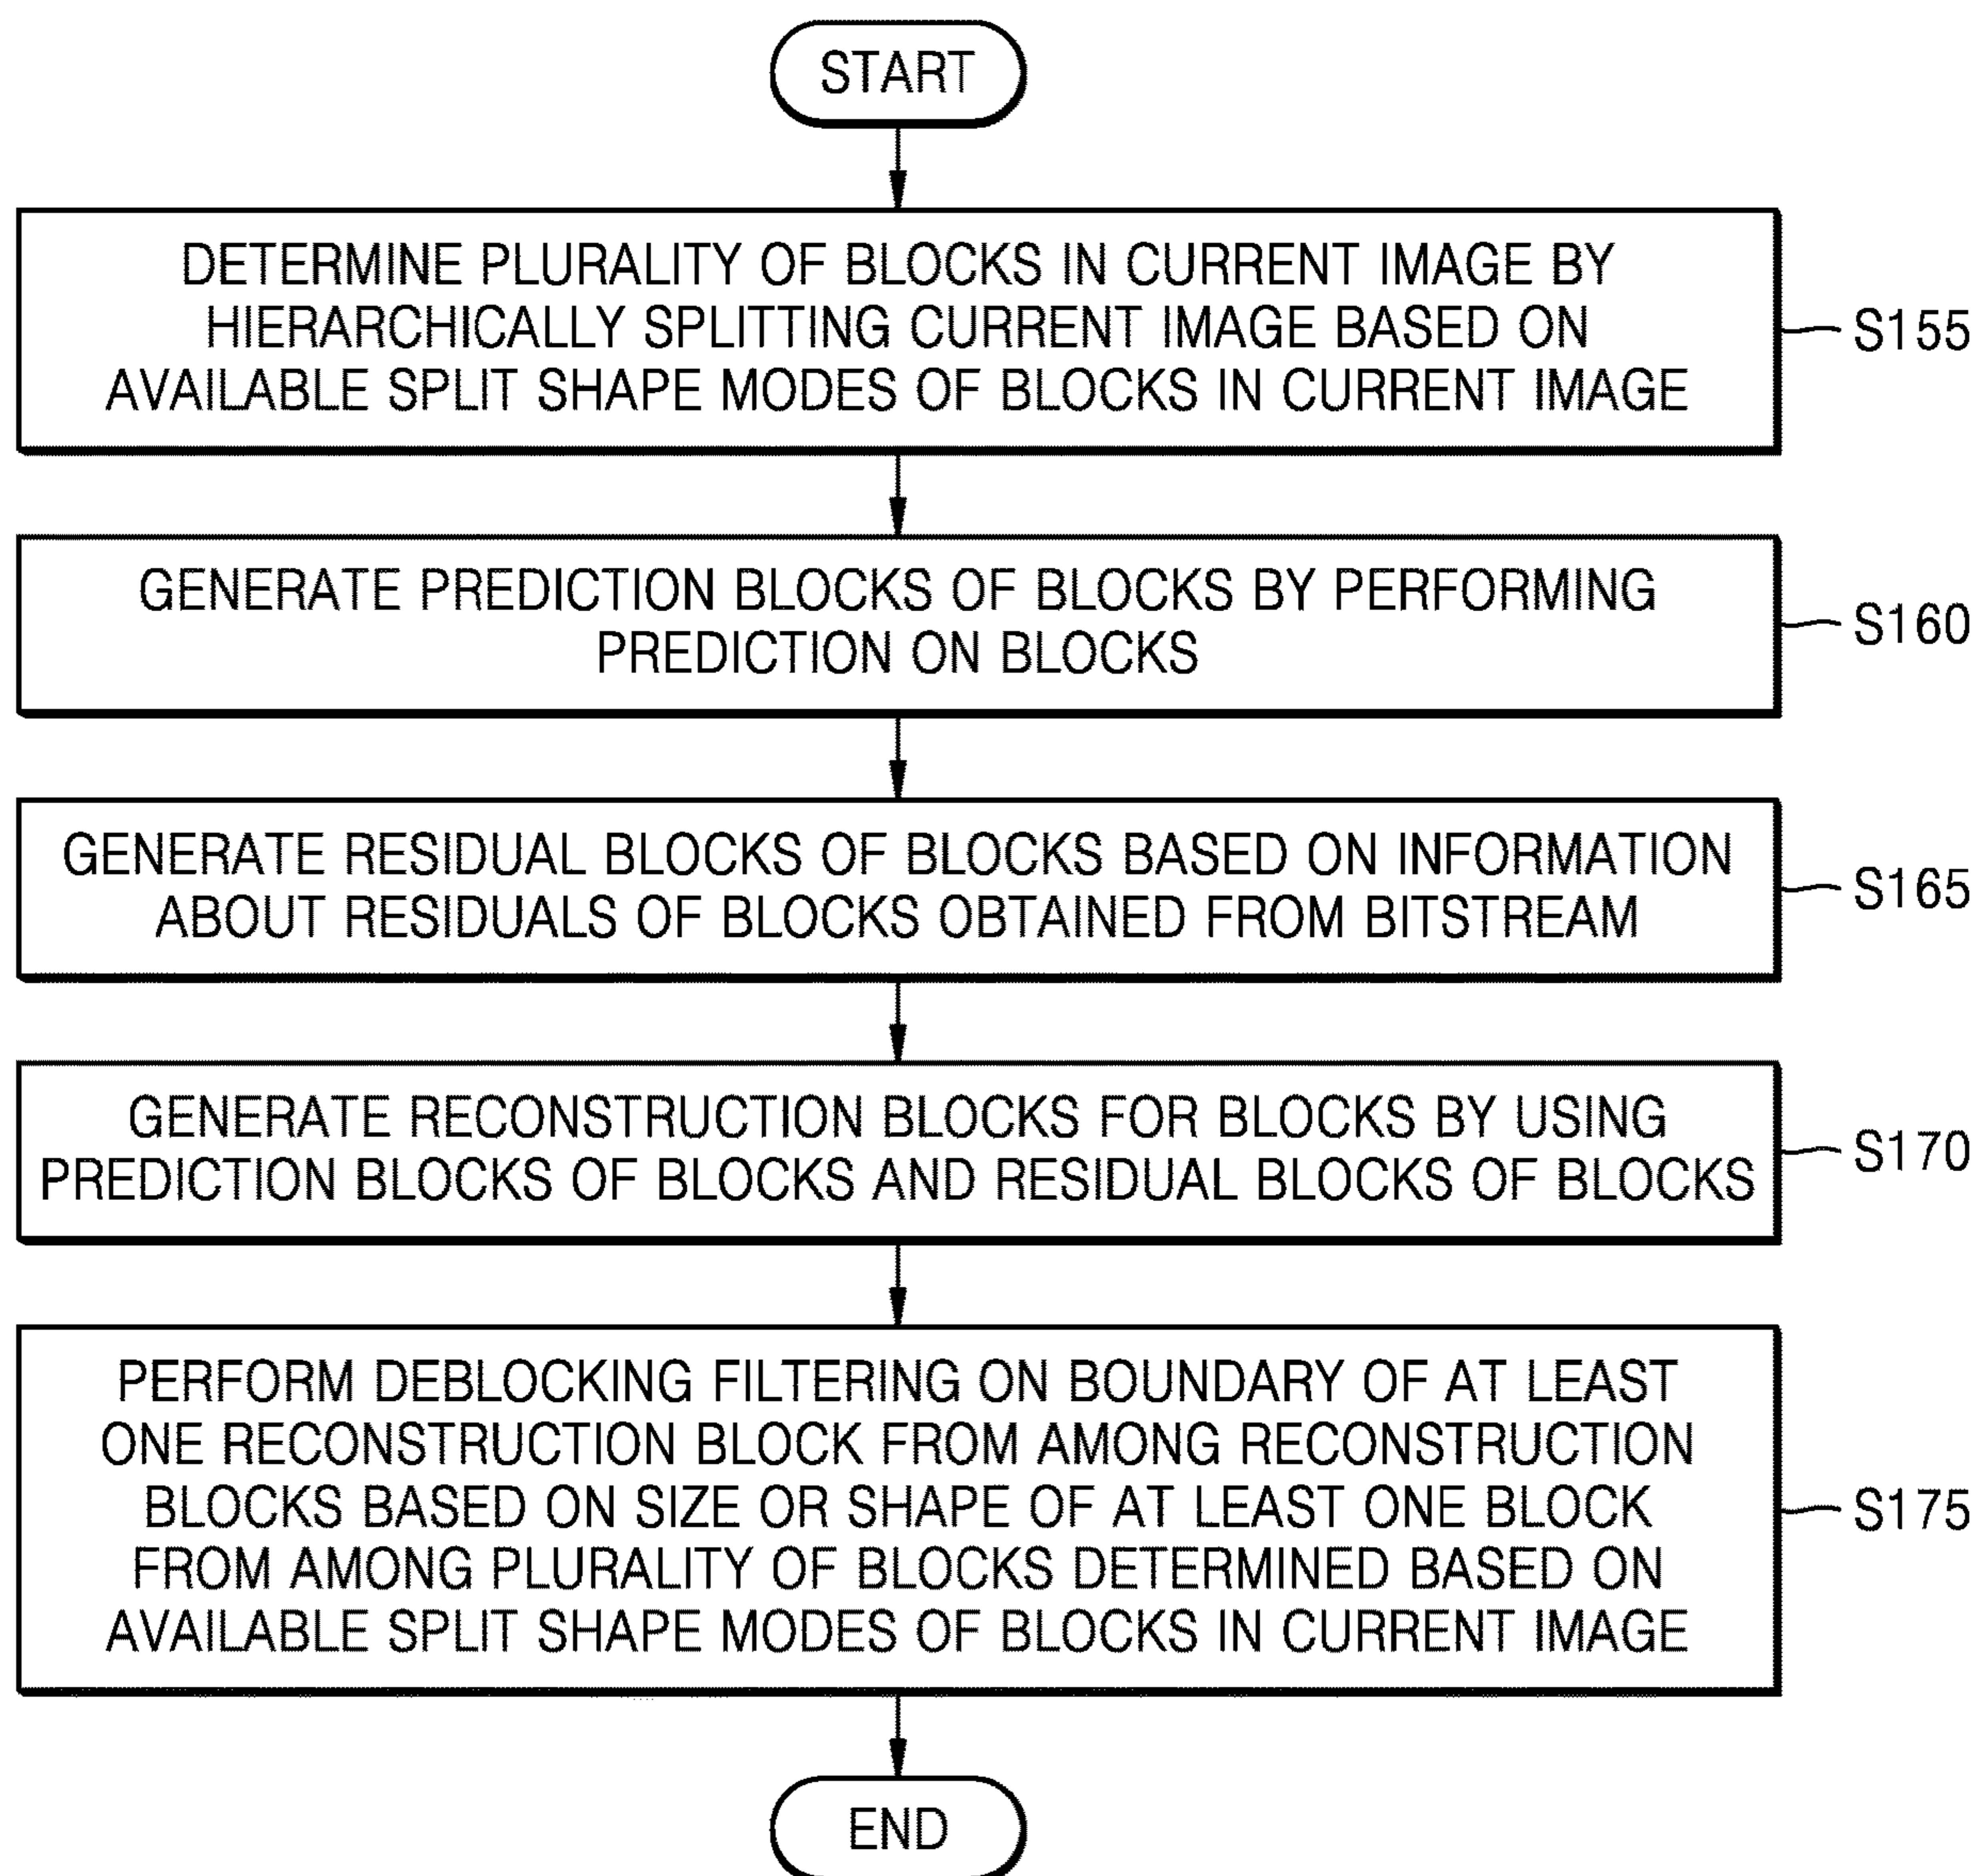 START
DETERMINE PLURALITY OF BLOCKS IN CURRENT IMAGE BY
HIERARCHICALLY SPLITTING CURRENT IMAGE BASED ON
AVAILABLE SPLIT SHAPE MODES OF BLOCKS IN CURRENT IMAGE
S155
GENERATE PREDICTION BLOCKS OF BLOCKS BY PERFORMING
PREDICTION ON BLOCKS
S160
GENERATE RESIDUAL BLOCKS OF BLOCKS BASED ON INFORMATION
ABOUT RESIDUALS OF BLOCKS OBTAINED FROM BITSTREAM
S165
GENERATE RECONSTRUCTION BLOCKS FOR BLOCKS BY USING
PREDICTION BLOCKS OF BLOCKS AND RESIDUAL BLOCKS OF BLOCKS
S170
PERFORM DEBLOCKING FILTERING ON BOUNDARY OF AT LEAST
ONE RECONSTRUCTION BLOCK FROM AMONG RECONSTRUCTION
BLOCKS BASED ON SIZE OR SHAPE OF AT LEAST ONE BLOCK
FROM AMONG PLURALITY OF BLOCKS DETERMINED BASED ON
AVAILABLE SPLIT SHAPE MODES OF BLOCKS IN CURRENT IMAGE
S175
END